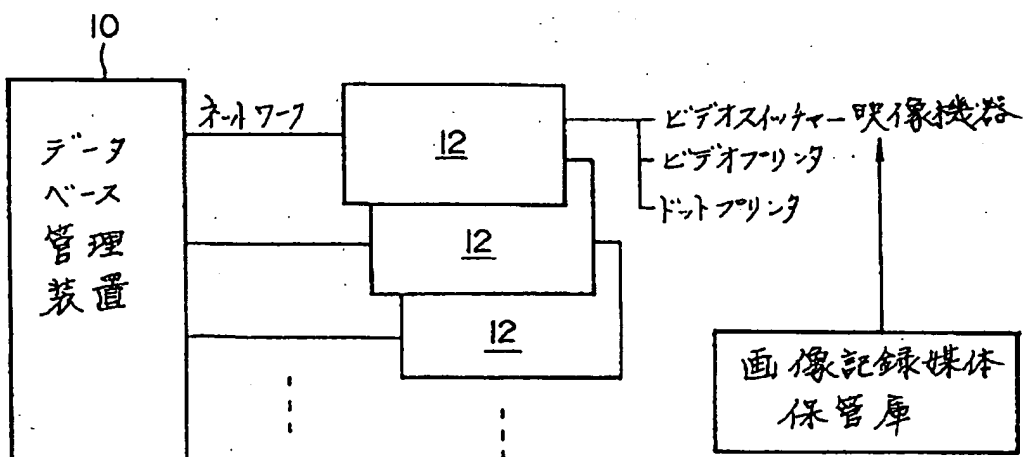 10
データ
ベース
管理
装置
ネットワーク
12
12
12
ビデオスイッチャー映像機器
ビデオプリンタ
ドットプリンタ
画像記録媒体
保管庫